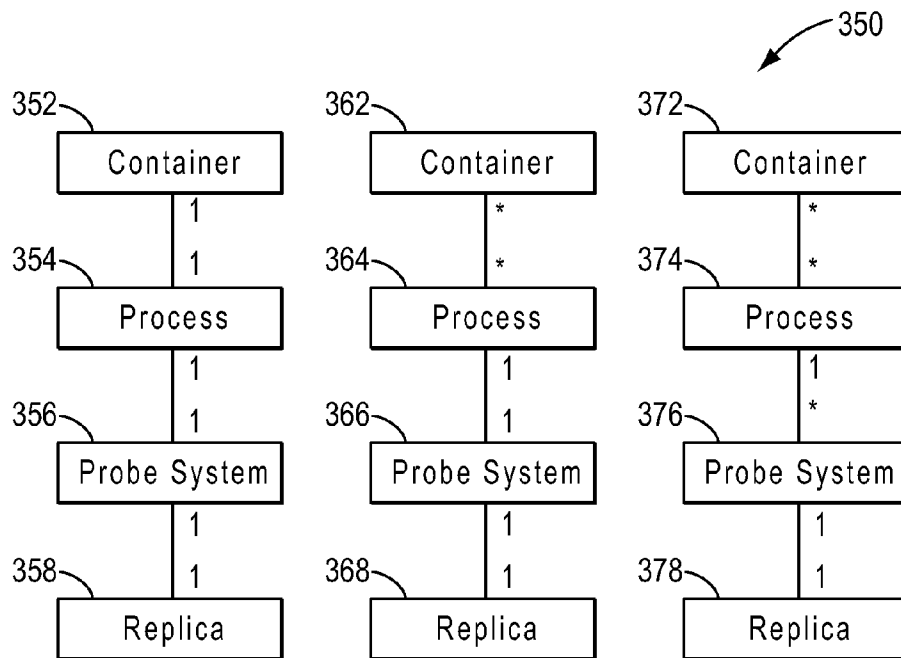 350
352 362 372
Container Container Container
1 * *
1 * *
354 364 374
Process Process Process
1 1 1
1 1 *
356 366 376
Probe System Probe System Probe System
1 1 1
1 1 1
358 368 378
Replica Replica Replica